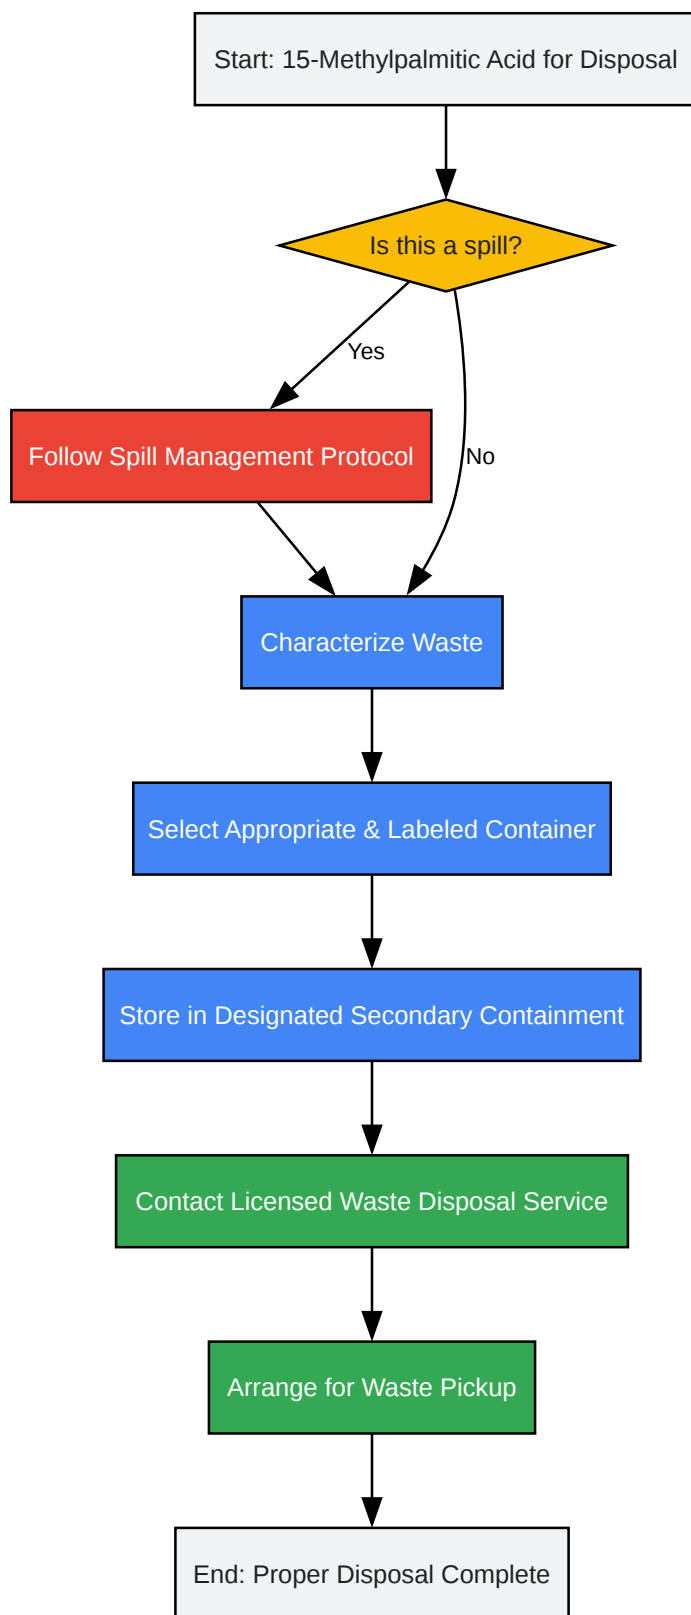 Start: 15-Methylpalmitic Acid for Disposal
Is this a spill?
Yes
Follow Spill Management Protocol
No
Characterize Waste
Select Appropriate & Labeled Container
Store in Designated Secondary Containment
Contact Licensed Waste Disposal Service
Arrange for Waste Pickup
End: Proper Disposal Complete